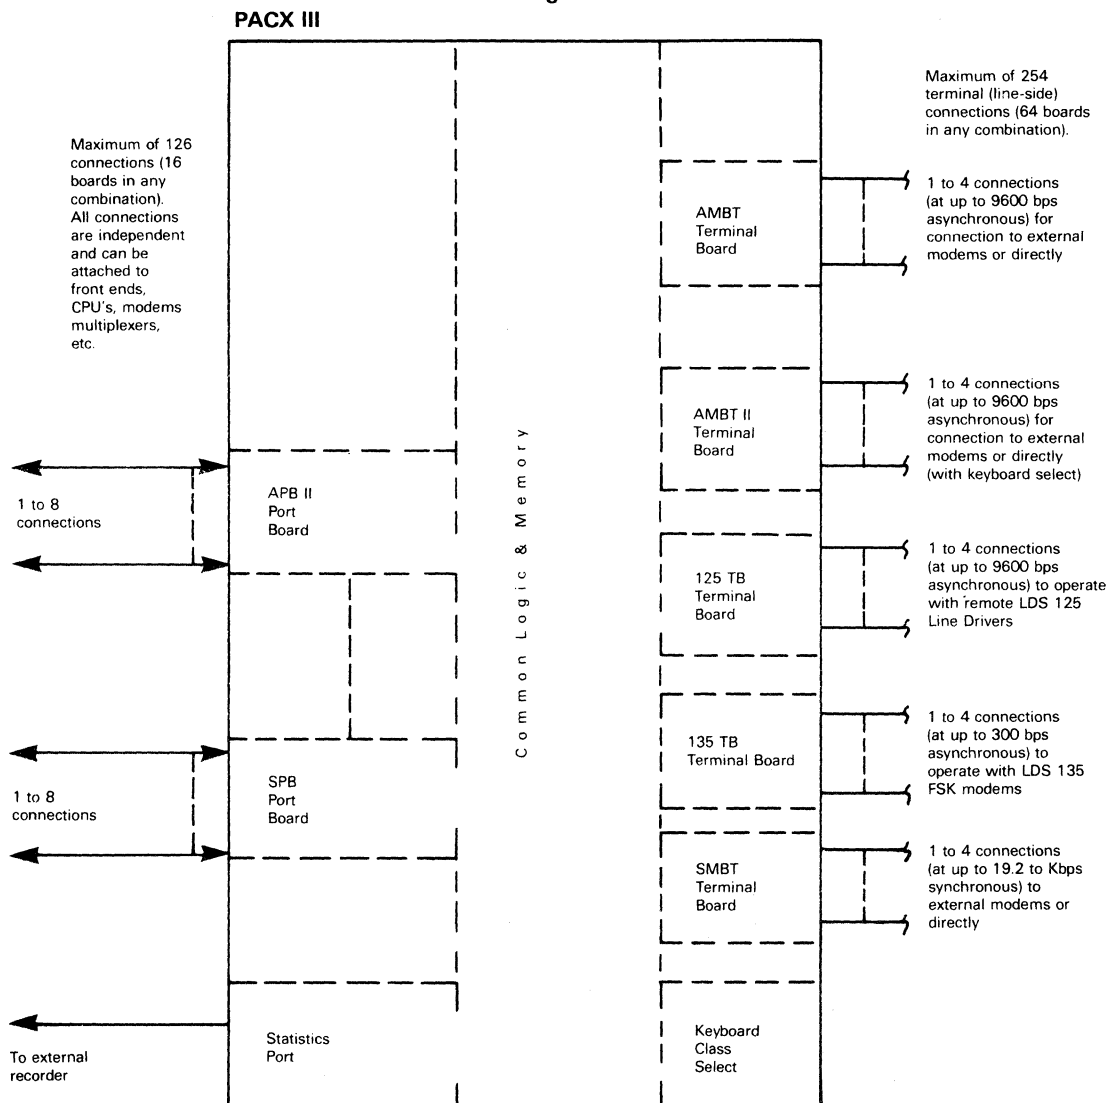 PACX III
Maximum of 126
connections (16
boards in any
combination).
All connections
are independent
and can be
attached to
front ends,
CPU's, modems
multiplexers,
etc.
1 to 8
connections
APB II
Port
Board
1 to 8
connections
SPB
Port
Board
To external
recorder
Statistics
Port
Common Logic & Memory
AMBT
Terminal
Board
AMBT II
Terminal
Board
125 TB
Terminal
Board
135 TB
Terminal Board
SMBT
Terminal
Board
Keyboard
Class
Select
Maximum of 254
terminal (line-side)
connections (64 boards
in any combination).
1 to 4 connections
(at up to 9600 bps
asynchronous) for
connection to external
modems or directly
1 to 4 connections
(at up to 9600 bps
asynchronous) for
connection to external
modems or directly
(with keyboard select)
1 to 4 connections
(at up to 9600 bps
asynchronous) to operate
with remote LDS 125
Line Drivers
1 to 4 connections
(at up to 300 bps
asynchronous) to
operate with LDS 135
FSK modems
1 to 4 connections
(at up to 19.2 to Kbps
synchronous) to
external modems or
directly